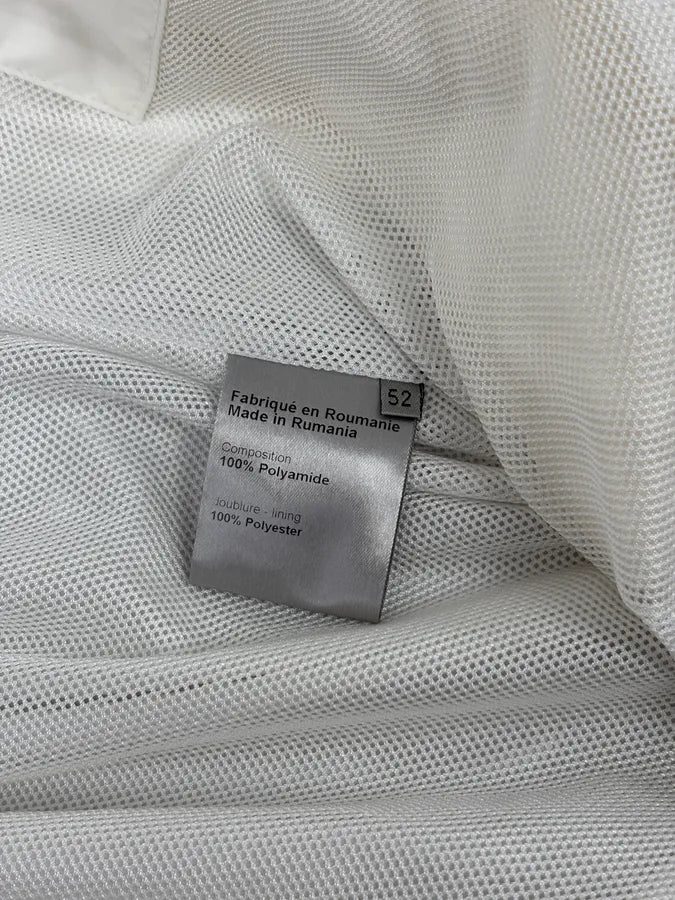 52
Fabriqué en Roumanie
Made in Rumania
Composition
100% Polyamide
doublure - lining
100% Polyester